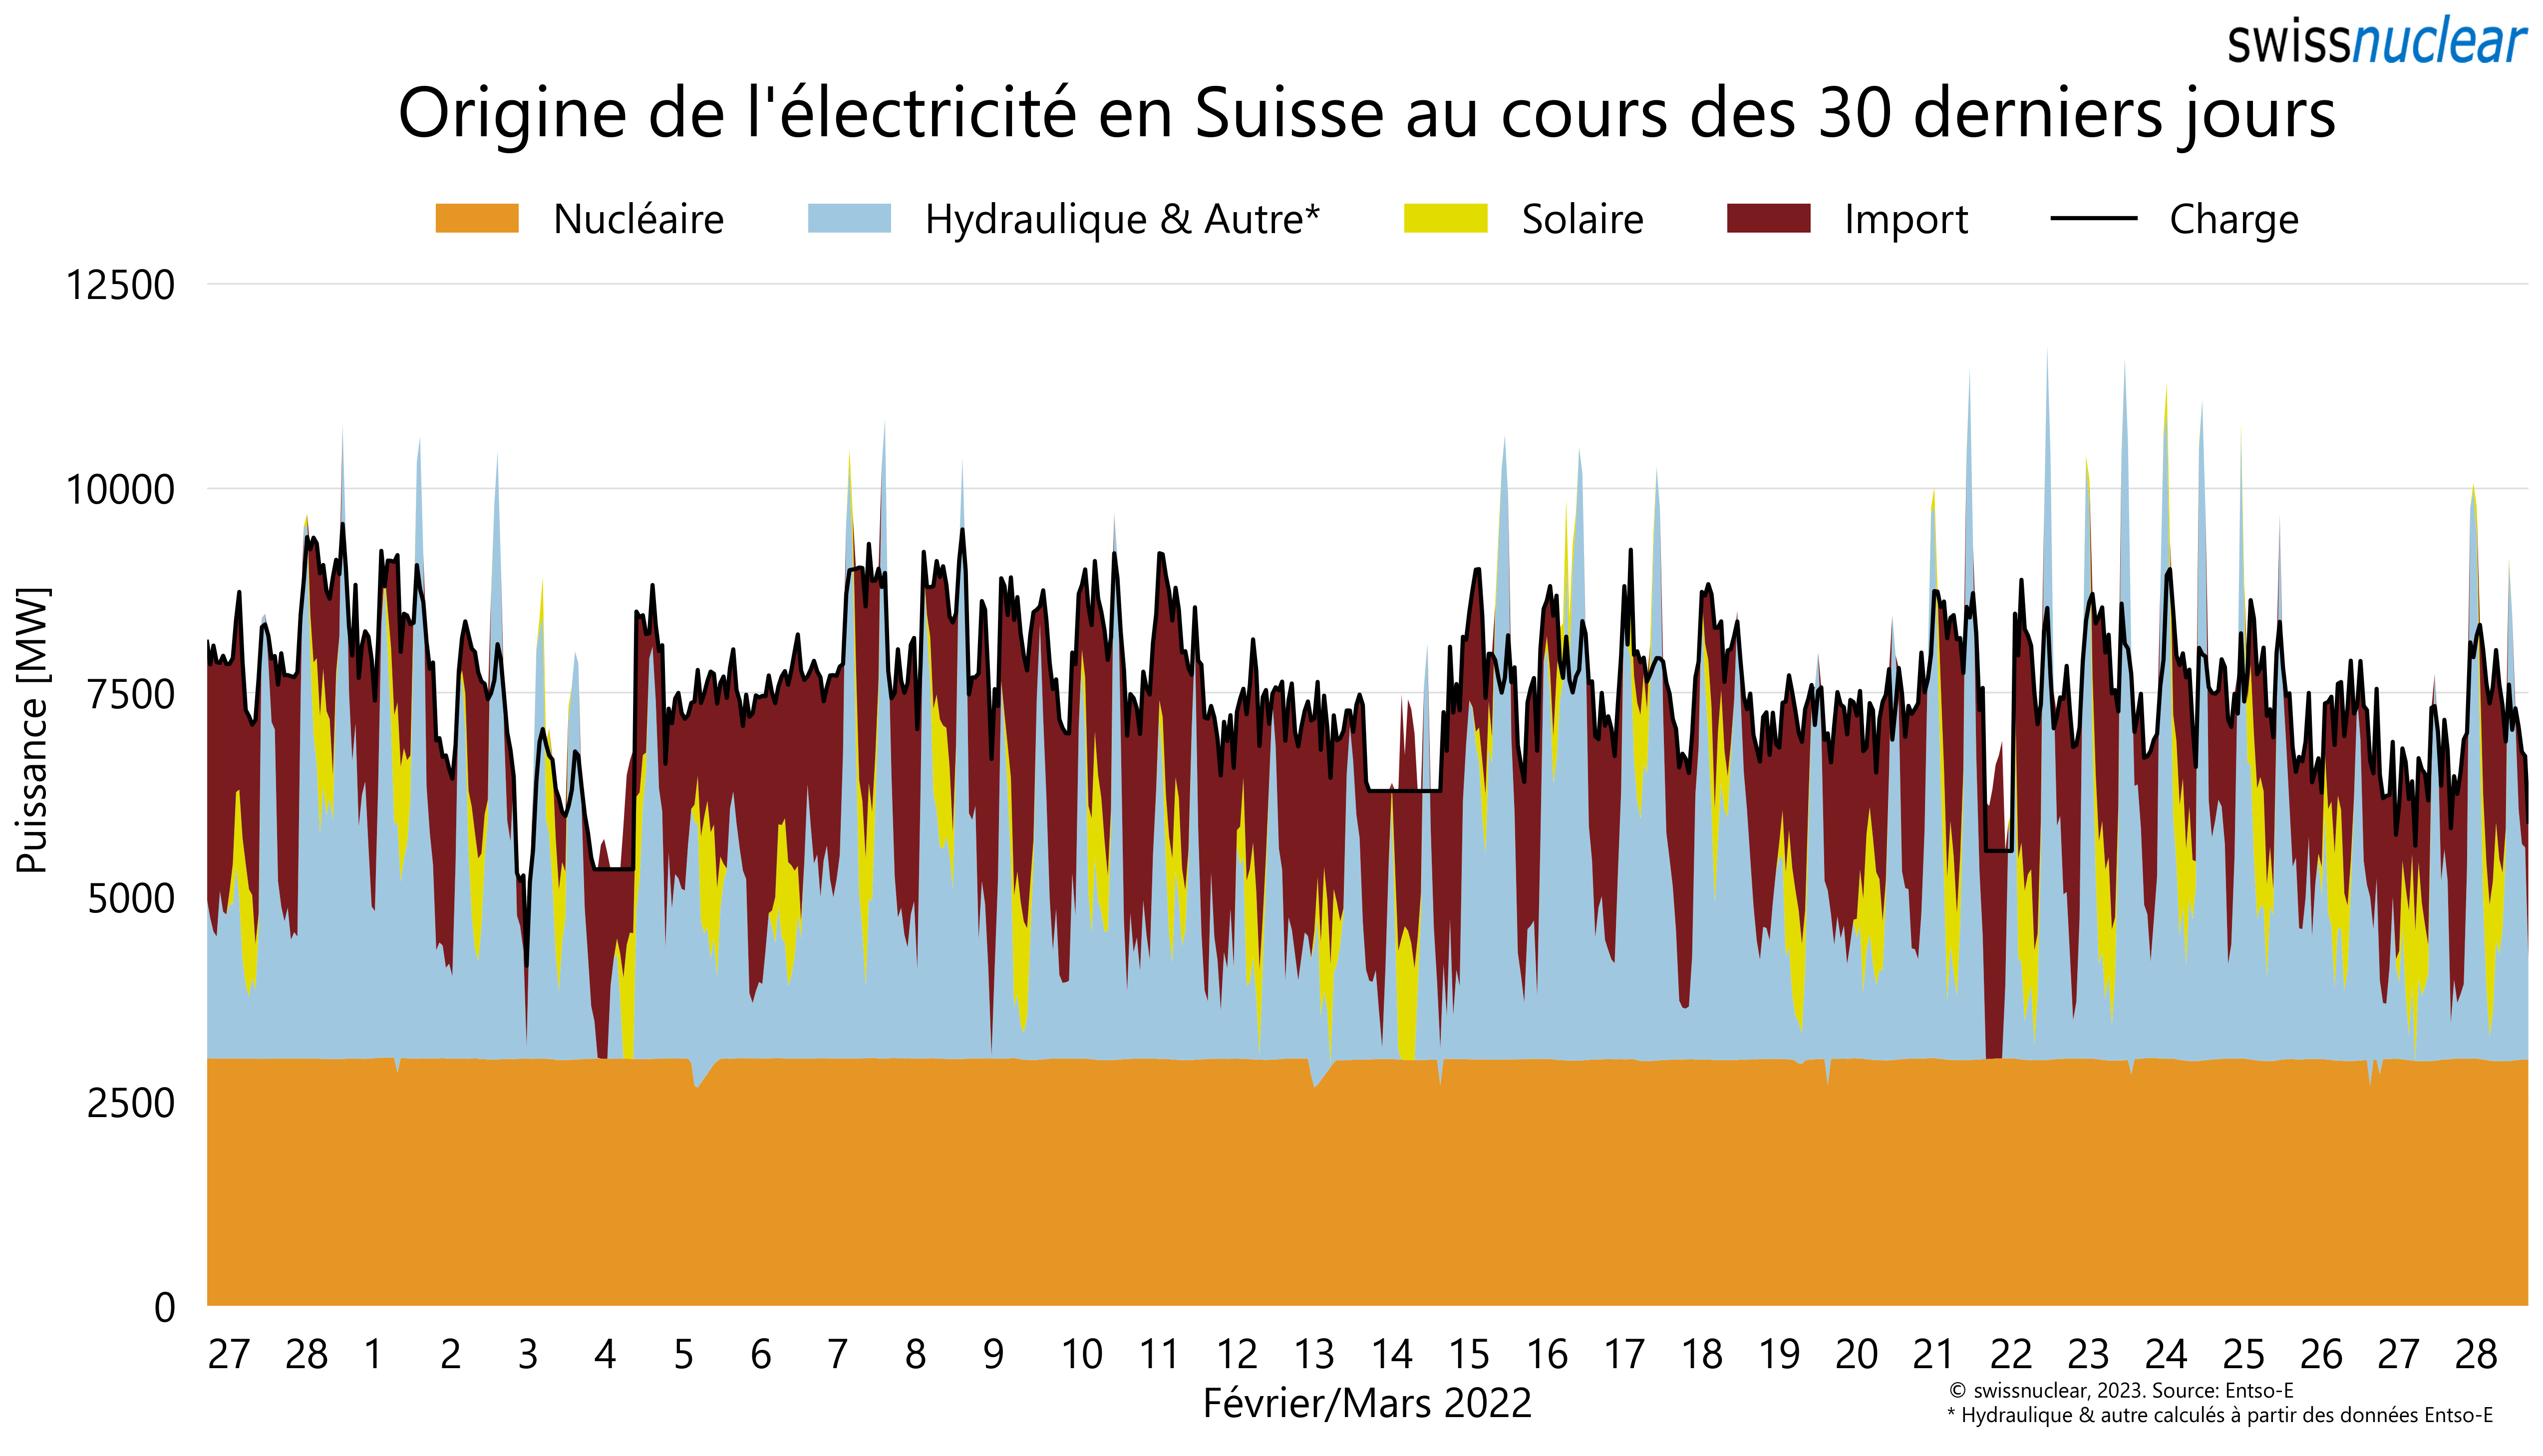 swissnuclear
Origine de l'électricité en Suisse au cours des 30 derniers jours
Nucléaire Hydraulique & Autre* Solaire Import Charge
12500
10000
7500
5000
2500
0
Puissance [MW]
27 28 1 2 3 4 5 6 7 8 9 10 11 12 13 14 15 16 17 18 19 20 21 22 23 24 25 26 27 28
Février/Mars 2022
© swissnuclear, 2023. Source: Entso-E
* Hydraulique & autre calculés à partir des données Entso-E